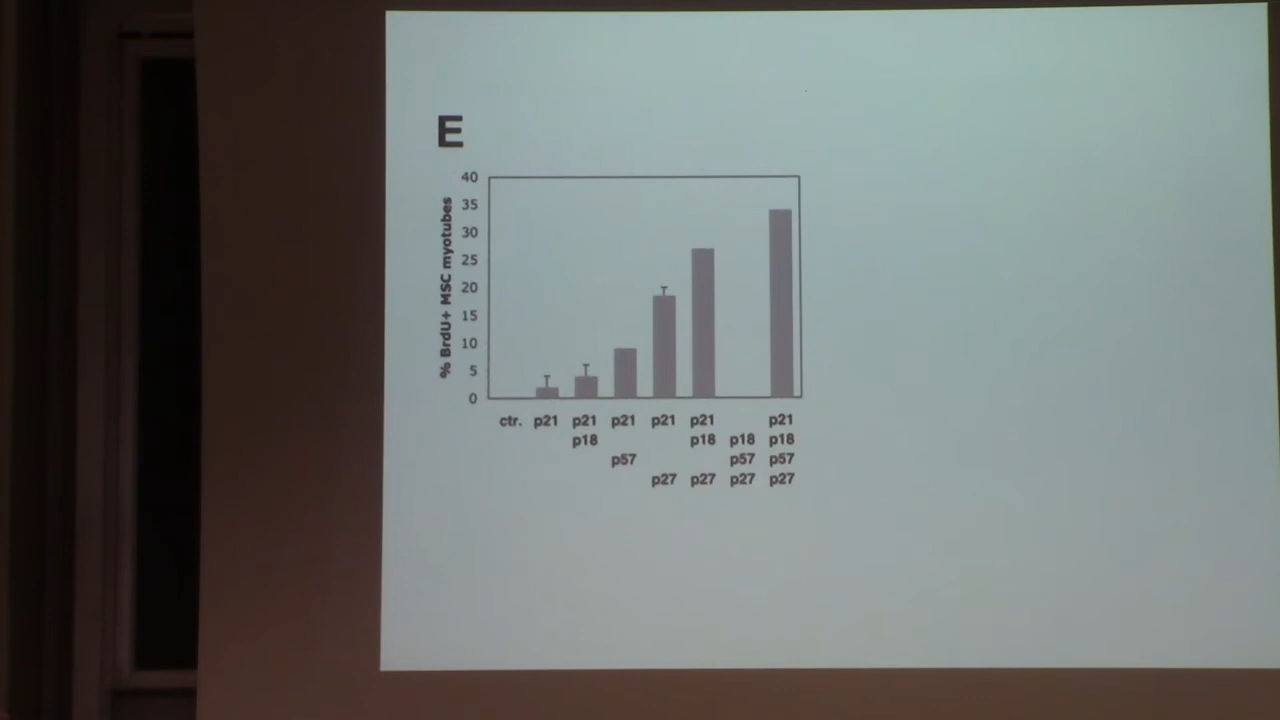 E
% BrdU+ MSC myotubes
40
35
30
25
20
15
10
5
0
ctr. p21 p21 p21 p21 p21 p21
p18 p18 p18 p18
p57 p57 p57
p27 p27 p27 p27